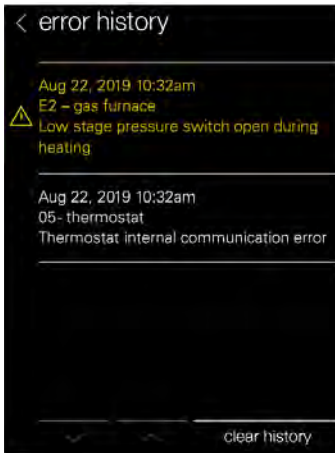 error history
Aug 22, 2019 10:32am
E2 – gas furnace
Low stage pressure switch open during
heating
Aug 22, 2019 10:32am
05- thermostat
Thermostat internal communication error
clear history